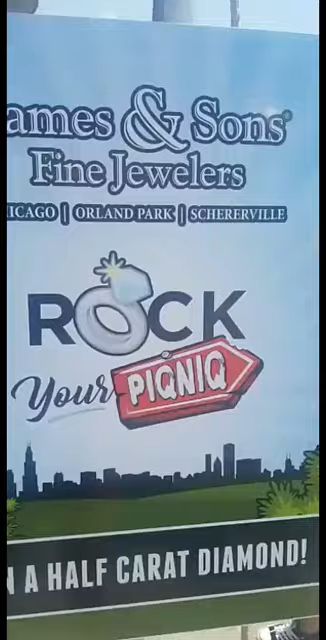 ames & Sons®
Fine Jewelers
ICAGO | ORLAND PARK | SCHERERVILLE
ROCK
Your PIQNIQ
N A HALF CARAT DIAMOND!